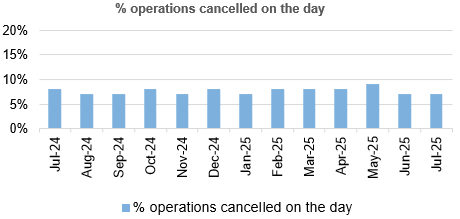 % operations cancelled on the day
20%
15%
10%
5%
0%
Jul-24
Aug-24
Sep-24
Oct-24
Nov-24
Dec-24
Jan-25
Feb-25
Mar-25
Apr-25
May-25
Jun-25
Jul-25
% operations cancelled on the day